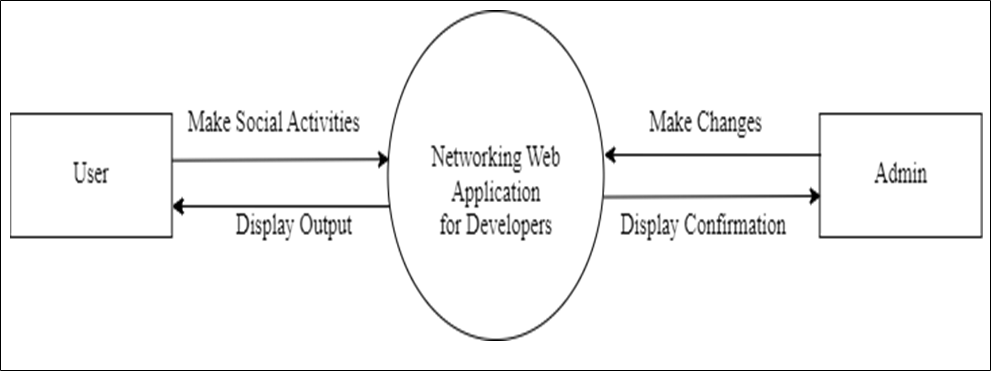 Make Social Activities
User
Display Output
Networking Web
Application
for Developers
Make Changes
Admin
Display Confirmation